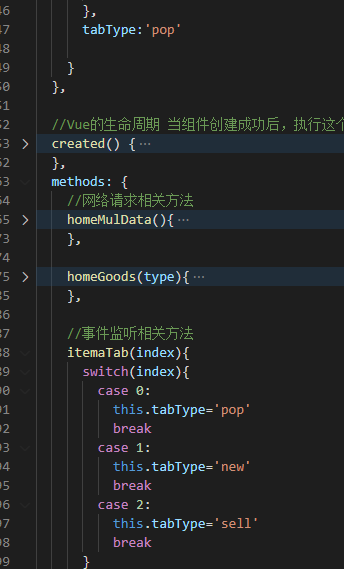 46 },
47 tabType:'pop'
48
49 }
50 },
51
52 //Vue的生命周期 当组件创建成功后，执行这个
53 created() { ···
62 },
63 methods: {
64 //网络请求相关方法
65 homeMulData(){ ···
73 },
74
75 homeGoods(type){ ···
85 },
86
87 //事件监听相关方法
88 itemaTab(index){
89 switch(index){
90 case 0:
91 this.tabType='pop'
92 break
93 case 1:
94 this.tabType='new'
95 break
96 case 2:
97 this.tabType='sell'
98 break
99 }